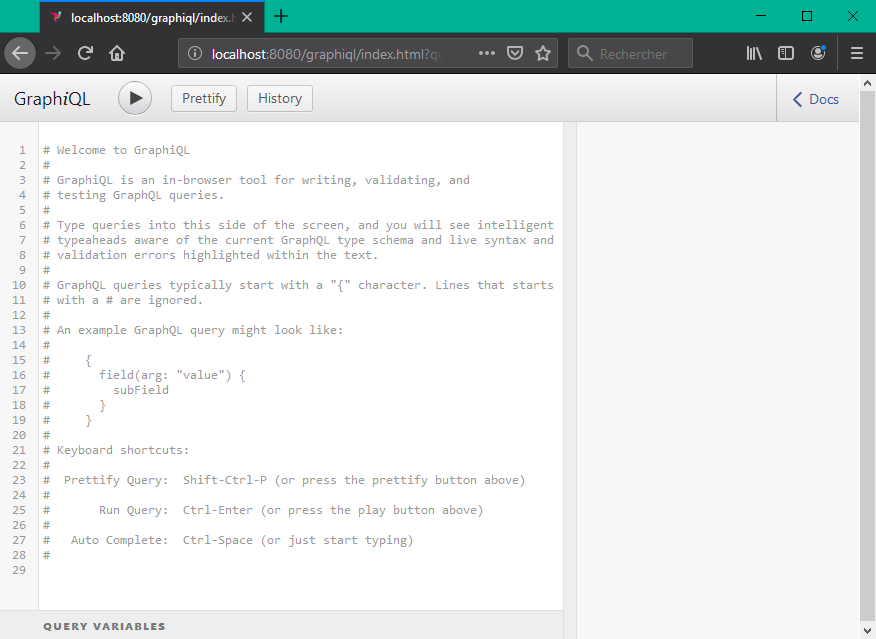 localhost:8080/graphiql/index.
localhost:8080/graphiql/index.html?q
Rechercher
GraphiQL
Prettify
History
Docs
1 # Welcome to GraphiQL
2 #
3 # GraphiQL is an in-browser tool for writing, validating, and
4 # testing GraphQL queries.
5 #
6 # Type queries into this side of the screen, and you will see intelligent
7 # typeaheads aware of the current GraphQL type schema and live syntax and
8 # validation errors highlighted within the text.
9 #
10 # GraphQL queries typically start with a "{" character. Lines that starts
11 # with a # are ignored.
12 #
13 # An example GraphQL query might look like:
14 #
15 #     {
16 #       field(arg: "value") {
17 #         subField
18 #       }
19 #     }
20 #
21 # Keyboard shortcuts:
22 #
23 #  Prettify Query:  Shift-Ctrl-P (or press the prettify button above)
24 #
25 #       Run Query:  Ctrl-Enter (or press the play button above)
26 #
27 #   Auto Complete:  Ctrl-Space (or just start typing)
28 #
29
QUERY VARIABLES